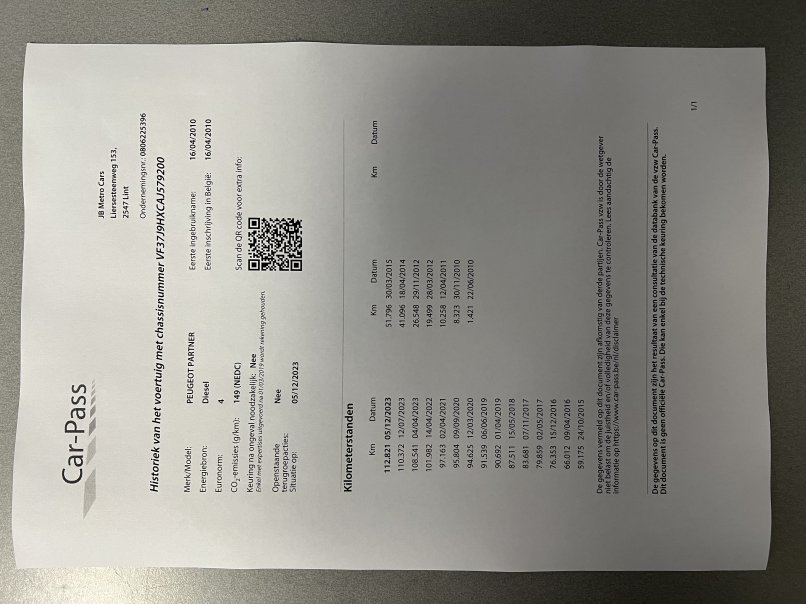 Car-Pass
JB Metro Cars
Liersesteenweg 153,
2547 Lint
Ondernemingsnr.: 0806225396
Historiek van het voertuig met chassisnummer VF37J9HXCAJ579200
Merk/Model: PEUGEOT PARTNER
Energiebron: Diesel
Euronorm: 4
CO2-emissies (g/km): 149 (NEDC)
Keuring na ongeval noodzakelijk: Nee
Enkel met expertises uitgevoerd na 01/03/2019 wordt rekening gehouden.
Openstaande terugroepacties: Nee
Situatie op: 05/12/2023
Eerste ingebruikname: 16/04/2010
Eerste inschrijving in België: 16/04/2010
Scan de QR code voor extra info:
Kilometerstanden
Km Datum
112.821 05/12/2023
110.372 12/07/2023
108.541 04/04/2023
101.982 14/04/2022
97.163 02/04/2021
95.804 09/09/2020
94.625 12/03/2020
91.539 06/06/2019
90.692 01/04/2019
87.511 15/05/2018
83.681 07/11/2017
79.859 02/05/2017
76.353 15/12/2016
66.012 09/04/2016
59.175 24/10/2015
Km Datum
51.796 30/03/2015
41.096 18/04/2014
26.548 29/11/2012
19.499 28/03/2012
10.258 12/04/2011
8.323 30/11/2010
1.421 22/06/2010
Km Datum
De gegevens vermeld op dit document zijn afkomstig van derde partijen. Car-Pass vzw is door de wetgever
niet belast om de juistheid en/of volledigheid van deze gegevens te controleren. Lees aandachtig de
informatie op https://www.car-pass.be/nl/disclaimer
De gegevens op dit document zijn het resultaat van een consultatie van de databank van de vzw Car-Pass.
Dit document is geen officiële Car-Pass. Die kan enkel bij de technische keuring bekomen worden.
1/1